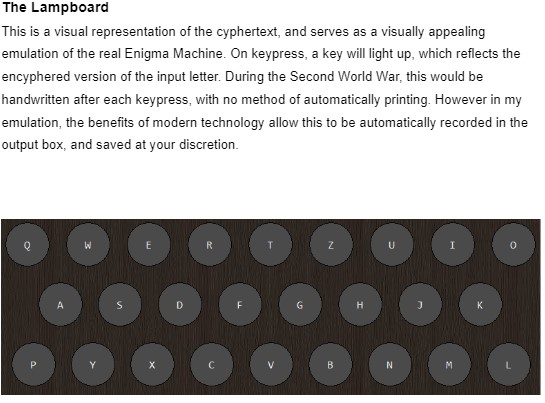 The Lampboard
This is a visual representation of the cyphertext, and serves as a visually appealing
emulation of the real Enigma Machine. On keypress, a key will light up, which reflects the
encyphered version of the input letter. During the Second World War, this would be
handwritten after each keypress, with no method of automatically printing. However in my
emulation, the benefits of modern technology allow this to be automatically recorded in the
output box, and saved at your discretion.
Q W E R T Z U I O
A S D F G H J K
P Y X C V B N M L